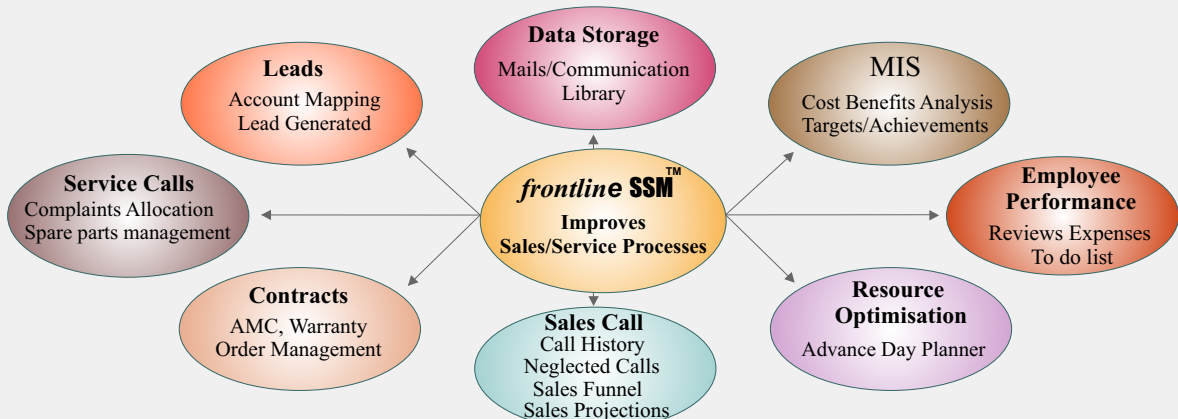 Data Storage
Mails/Communication
Library
Leads
Account Mapping
Lead Generated
MIS
Cost Benefits Analysis
Targets/Achievements
Service Calls
Complaints Allocation
Spare parts management
frontline SSM™
Improves
Sales/Service Processes
Employee
Performance
Reviews Expenses
To do list
Contracts
AMC, Warranty
Order Management
Sales Call
Call History
Neglected Calls
Sales Funnel
Sales Projections
Resource
Optimisation
Advance Day Planner